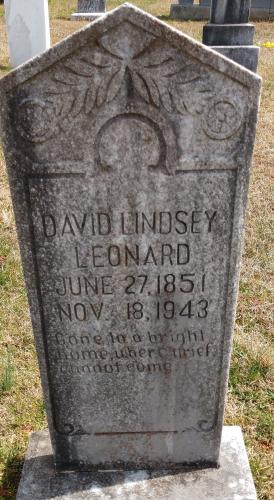 DAVID LINDSEY
LEONARD
JUNE 27, 1851
NOV. 18, 1943
Gone to a bright
home, where grief
cannot come